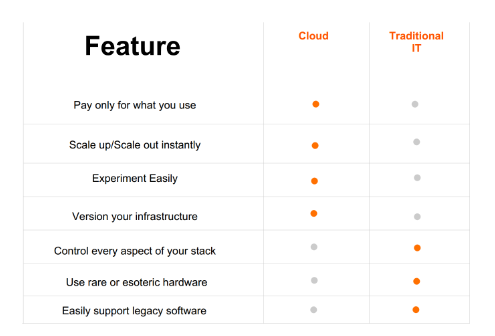 Feature
Cloud
Traditional
IT
Pay only for what you use
Scale up/Scale out instantly
Experiment Easily
Version your infrastructure
Control every aspect of your stack
Use rare or esoteric hardware
Easily support legacy software